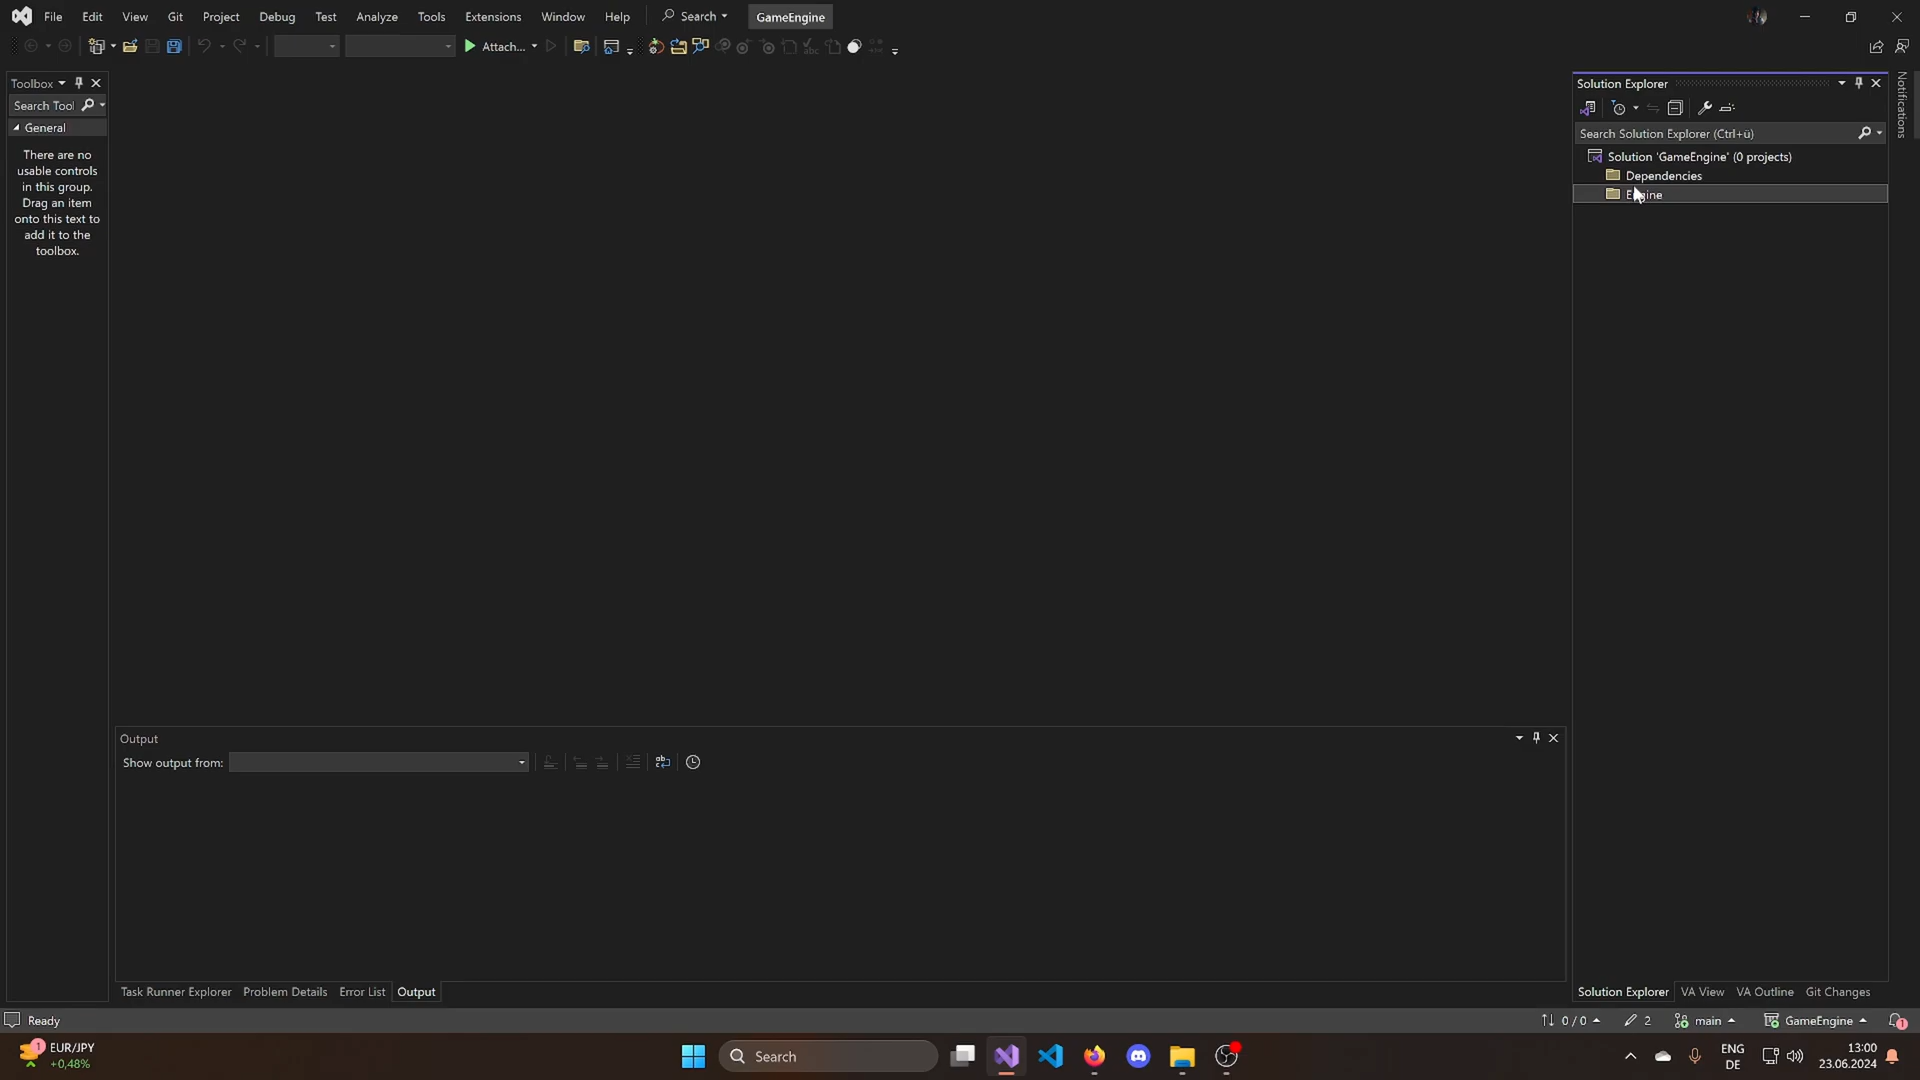 File Edit View Git Project Debug Test Analyze Tools Extensions Window Help Search GameEngine
Attach...
Toolbox
Search Tool
General
There are no
usable controls
in this group.
Drag an item
onto this text to
add it to the
toolbox.
Solution Explorer
Search Solution Explorer (Ctrl+ü)
Solution 'GameEngine' (0 projects)
Dependencies
Engine
Notifications
Output
Show output from:
Task Runner Explorer Problem Details Error List Output
Solution Explorer VA View VA Outline Git Changes
Ready
0 / 0 2 main GameEngine 1
1 EUR/JPY
+0,48%
Search
ENG
DE
13:00
23.06.2024